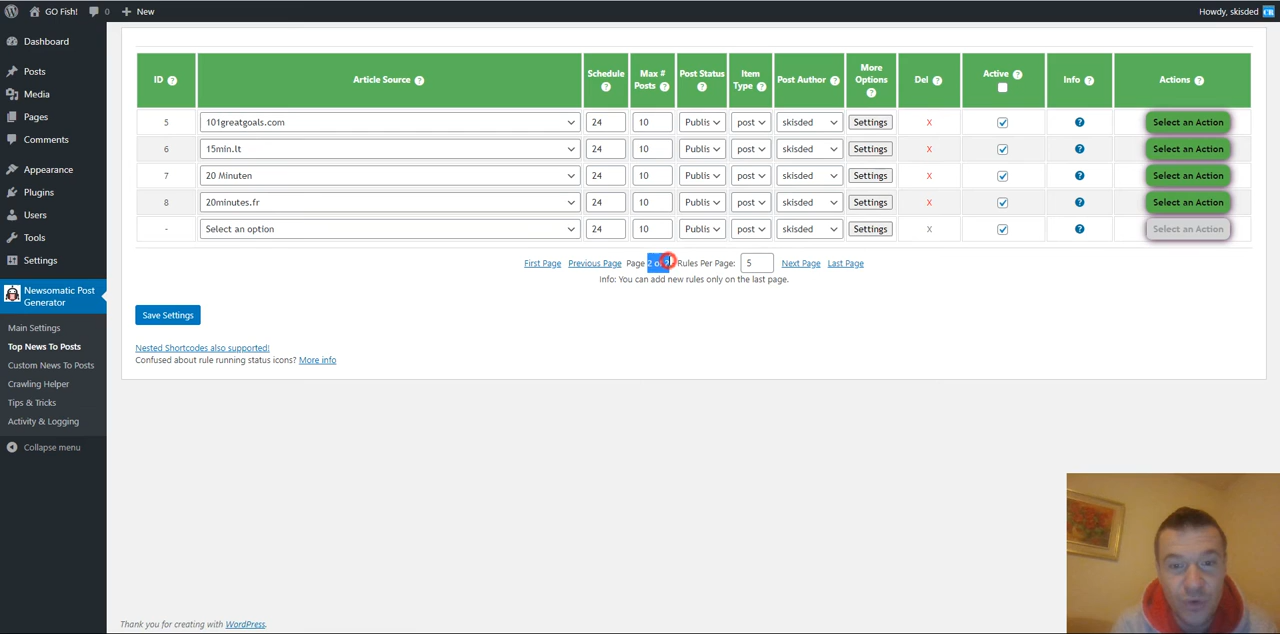 GO Fish! 0 New Howdy, skisded
Dashboard
Posts
Media
Pages
Comments
Appearance
Plugins
Users
Tools
Settings
Newsomatic Post
Generator
Main Settings
Top News To Posts
Custom News To Posts
Crawling Helper
Tips & Tricks
Activity & Logging
Collapse menu
ID Article Source Schedule Max # Posts Post Status Item Type Post Author More Options Del Active Info Actions
5 101greatgoals.com 24 10 Publis post skisded Settings X Select an Action
6 15min.lt 24 10 Publis post skisded Settings X Select an Action
7 20 Minuten 24 10 Publis post skisded Settings X Select an Action
8 20minutes.fr 24 10 Publis post skisded Settings X Select an Action
- Select an option 24 10 Publis post skisded Settings X Select an Action
First Page Previous Page Page 2 of Rules Per Page: 5 Next Page Last Page
Info: You can add new rules only on the last page.
Save Settings
Nested Shortcodes also supported!
Confused about rule running status icons? More info
Thank you for creating with WordPress.